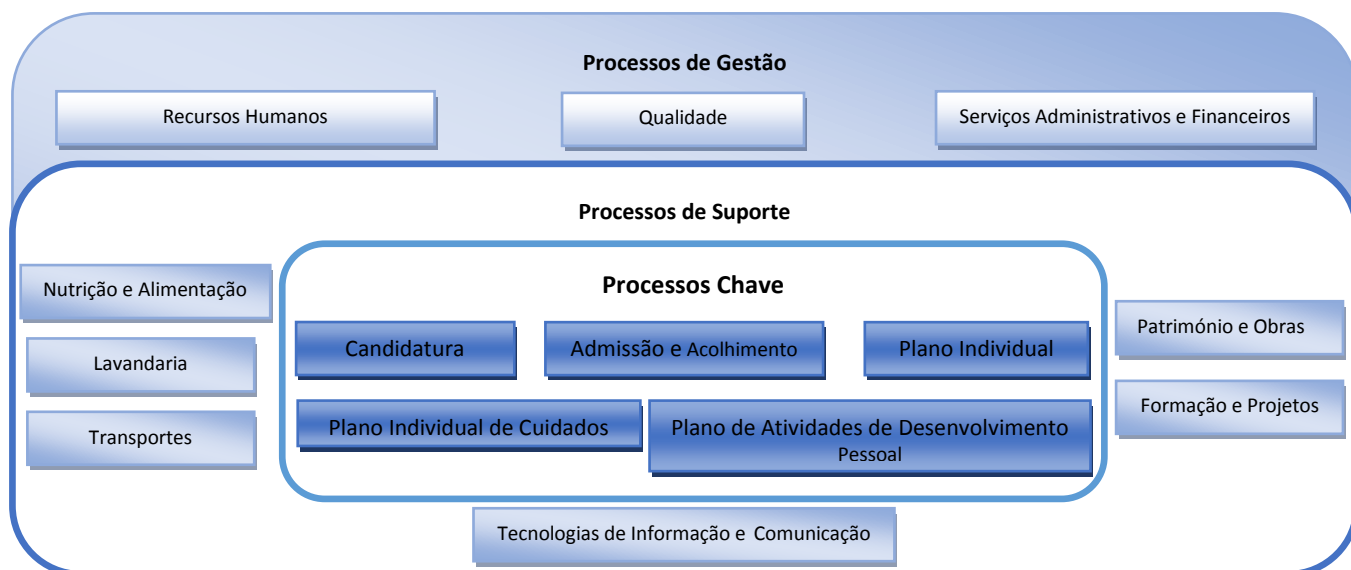 Processos de Gestão
Recursos Humanos
Qualidade
Serviços Administrativos e Financeiros
Processos de Suporte
Nutrição e Alimentação
Lavandaria
Transportes
Processos Chave
Candidatura
Admissão e Acolhimento
Plano Individual
Plano Individual de Cuidados
Plano de Atividades de Desenvolvimento
Pessoal
Património e Obras
Formação e Projetos
Tecnologias de Informação e Comunicação